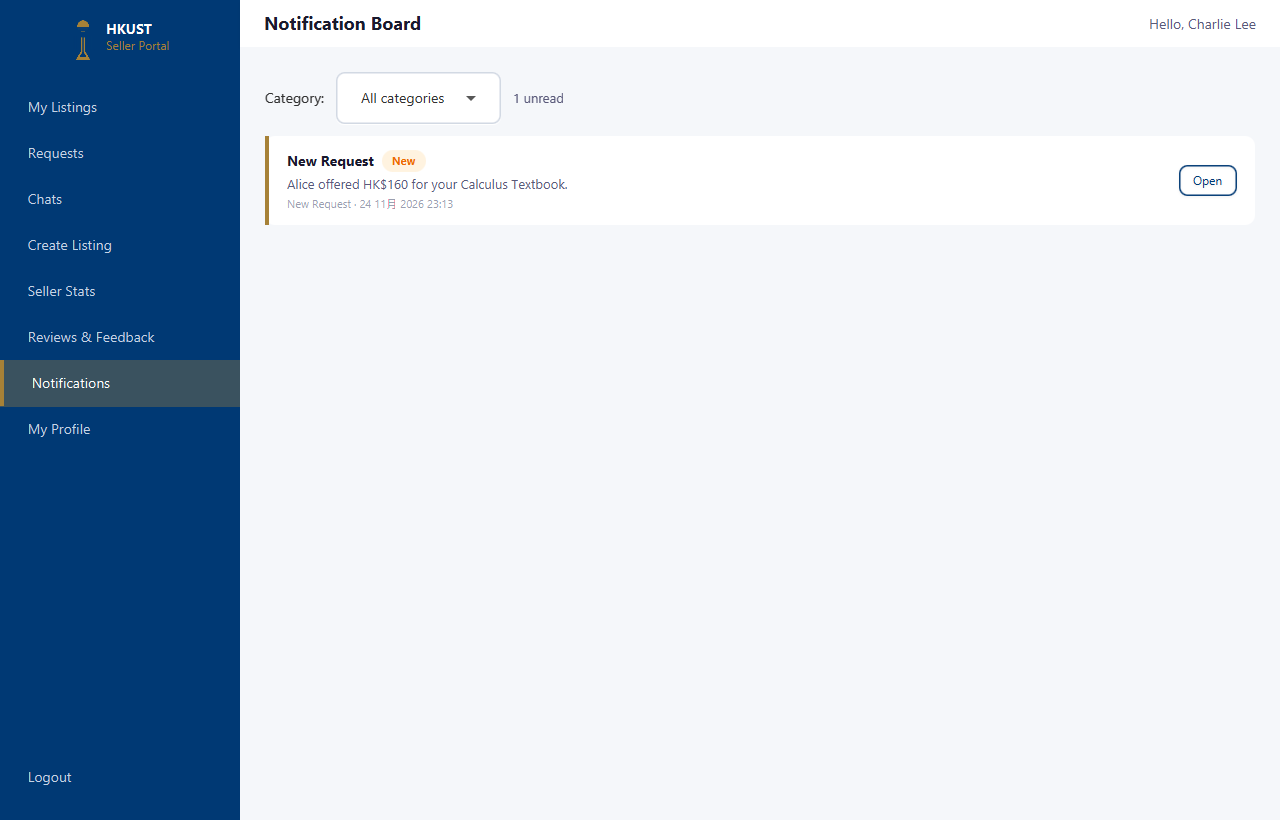 HKUST
Seller Portal
My Listings
Requests
Chats
Create Listing
Seller Stats
Reviews & Feedback
Notifications
My Profile
Logout
Notification Board
Hello, Charlie Lee
Category:
All categories
1 unread
New Request New
Alice offered HK$160 for your Calculus Textbook.
New Request · 24 11月 2026 23:13
Open